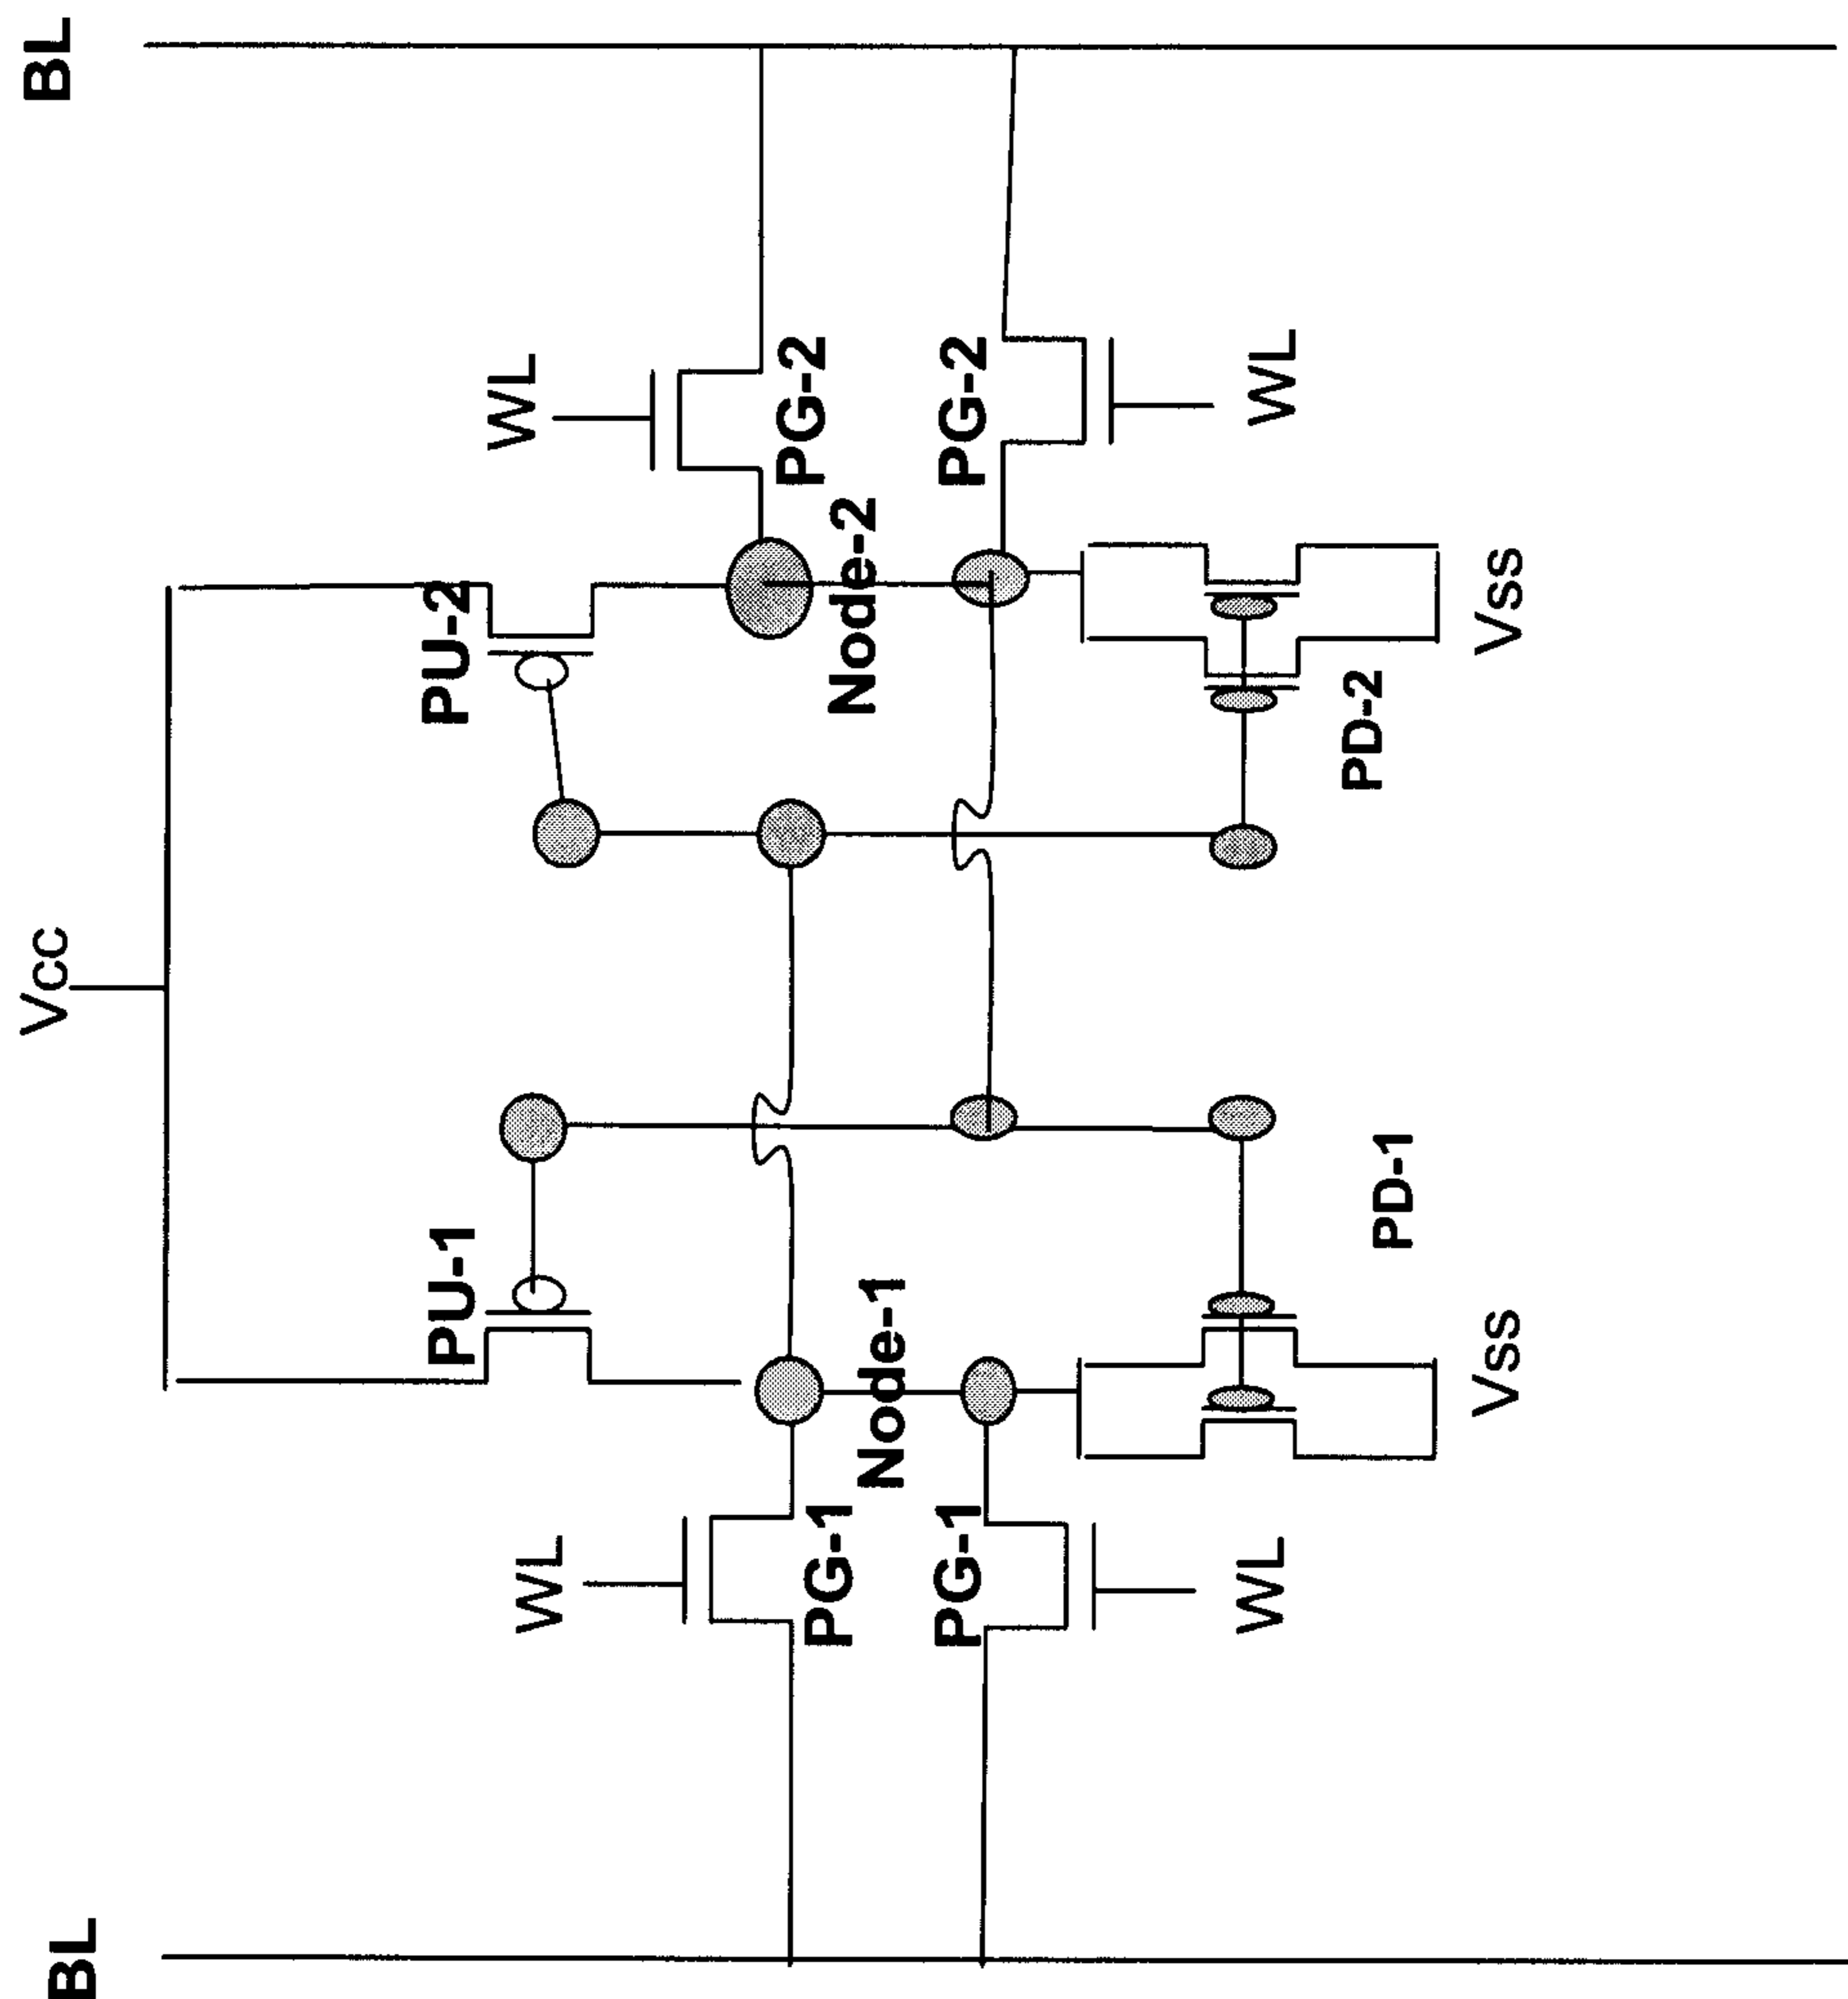 BL
Vcc
BL
PU-1
PU-2
WL
WL
PG-1
PG-2
Node-1
Node-2
PG-1
PG-2
WL
WL
PD-1
PD-2
Vss
Vss